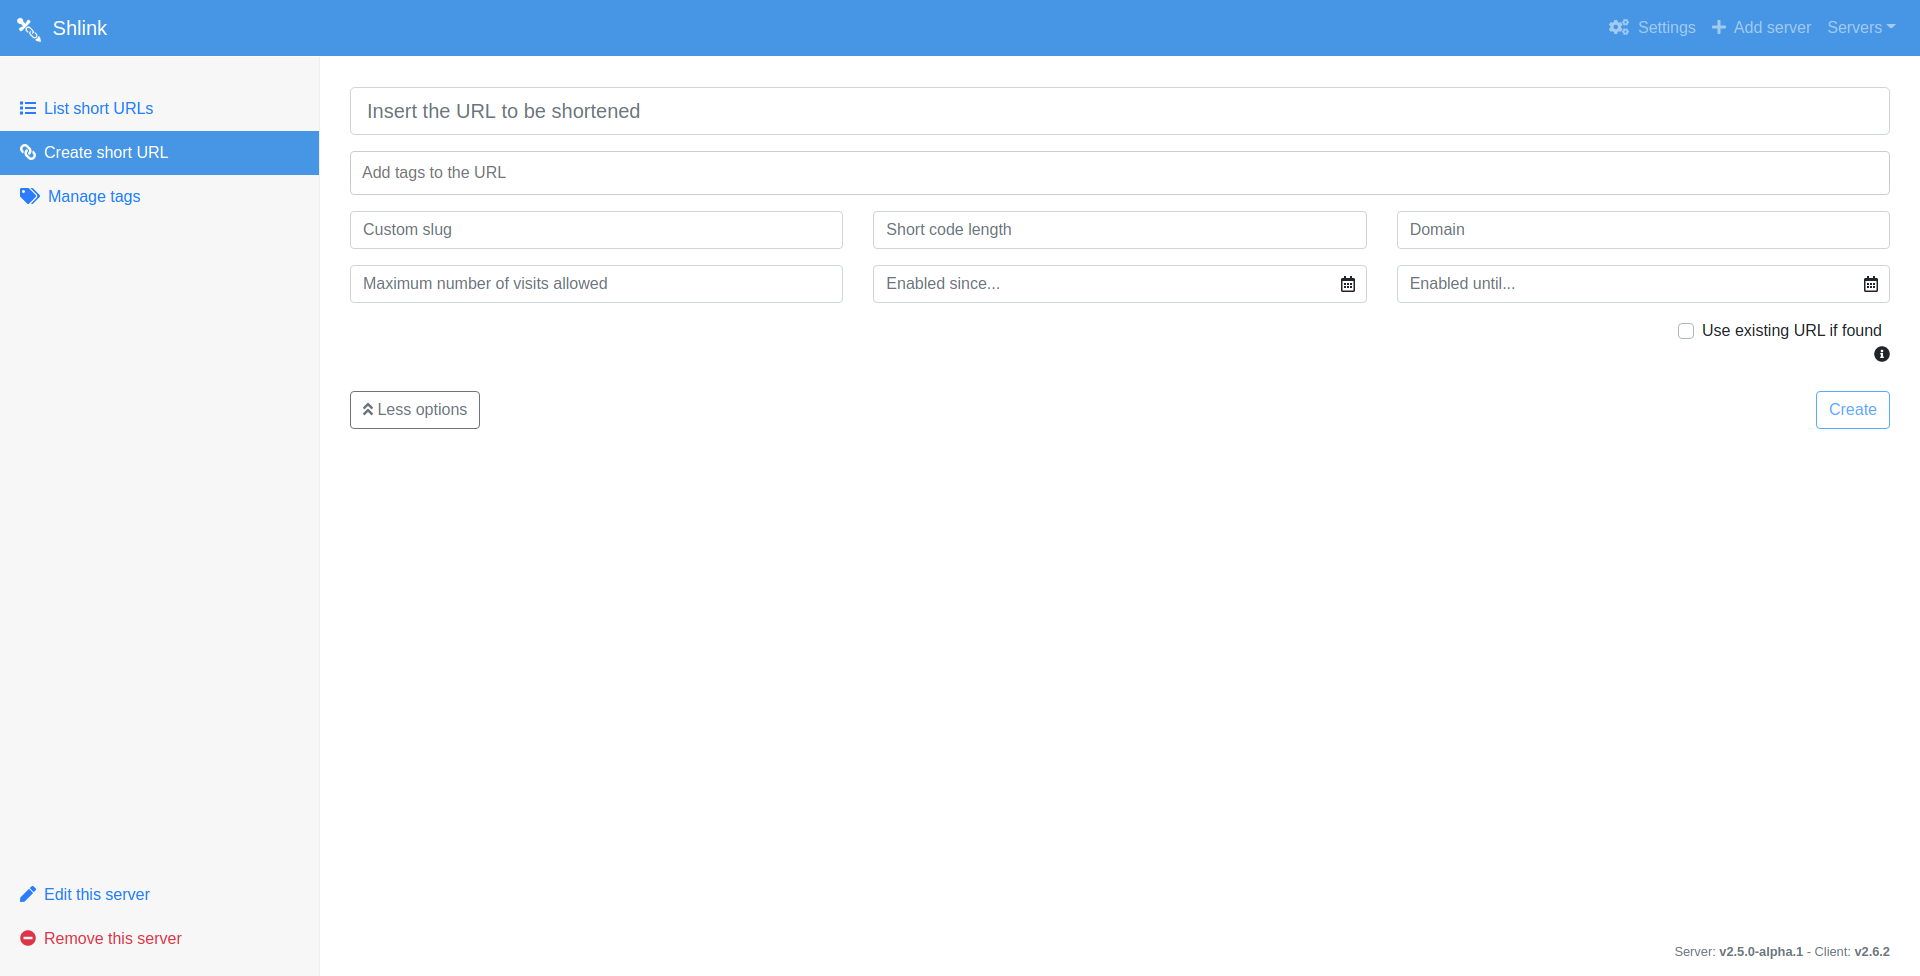 Shlink
Settings
Add server
Servers
List short URLs
Create short URL
Manage tags
Insert the URL to be shortened
Add tags to the URL
Custom slug
Short code length
Domain
Maximum number of visits allowed
Enabled since...
Enabled until...
Use existing URL if found
Less options
Create
Edit this server
Remove this server
Server: v2.5.0-alpha.1 - Client: v2.6.2